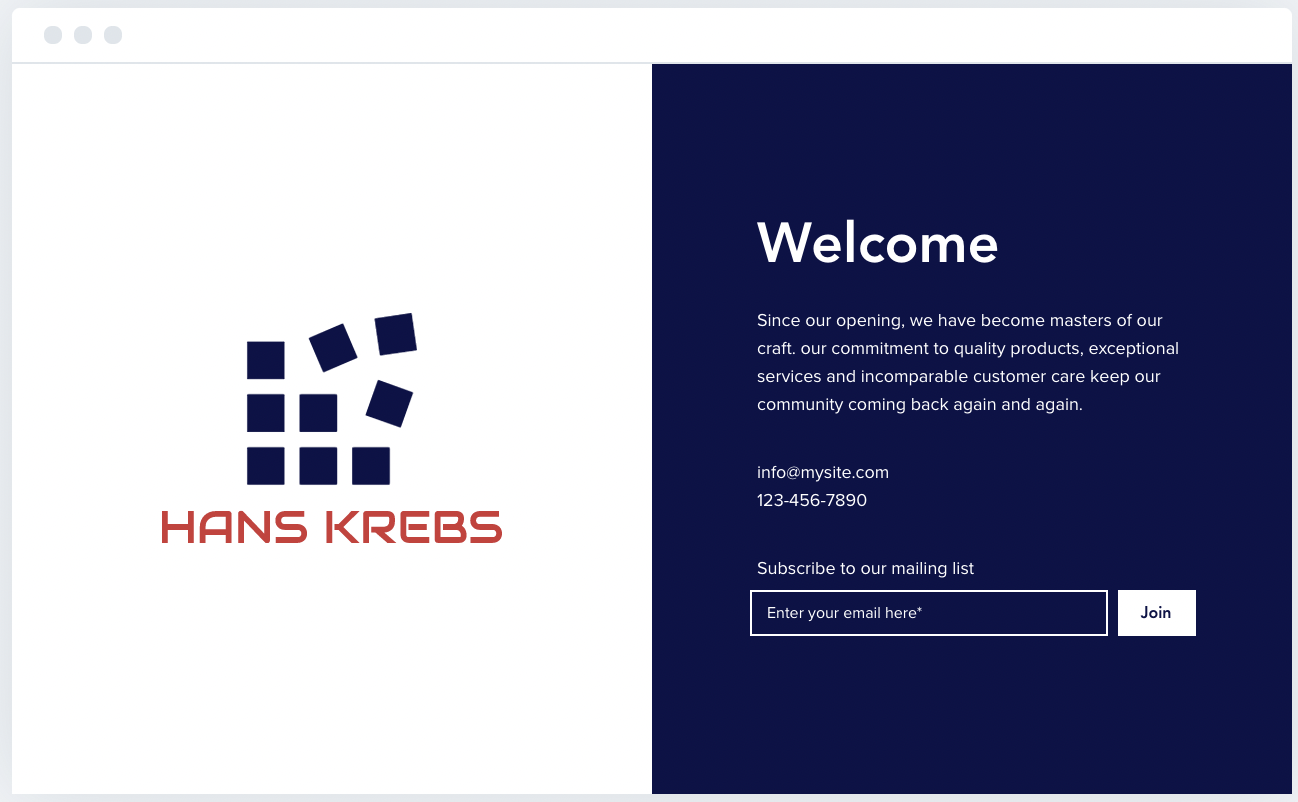 HANS KREBS
Welcome
Since our opening, we have become masters of our
craft. our commitment to quality products, exceptional
services and incomparable customer care keep our
community coming back again and again.
info@mysite.com
123-456-7890
Subscribe to our mailing list
Enter your email here*
Join